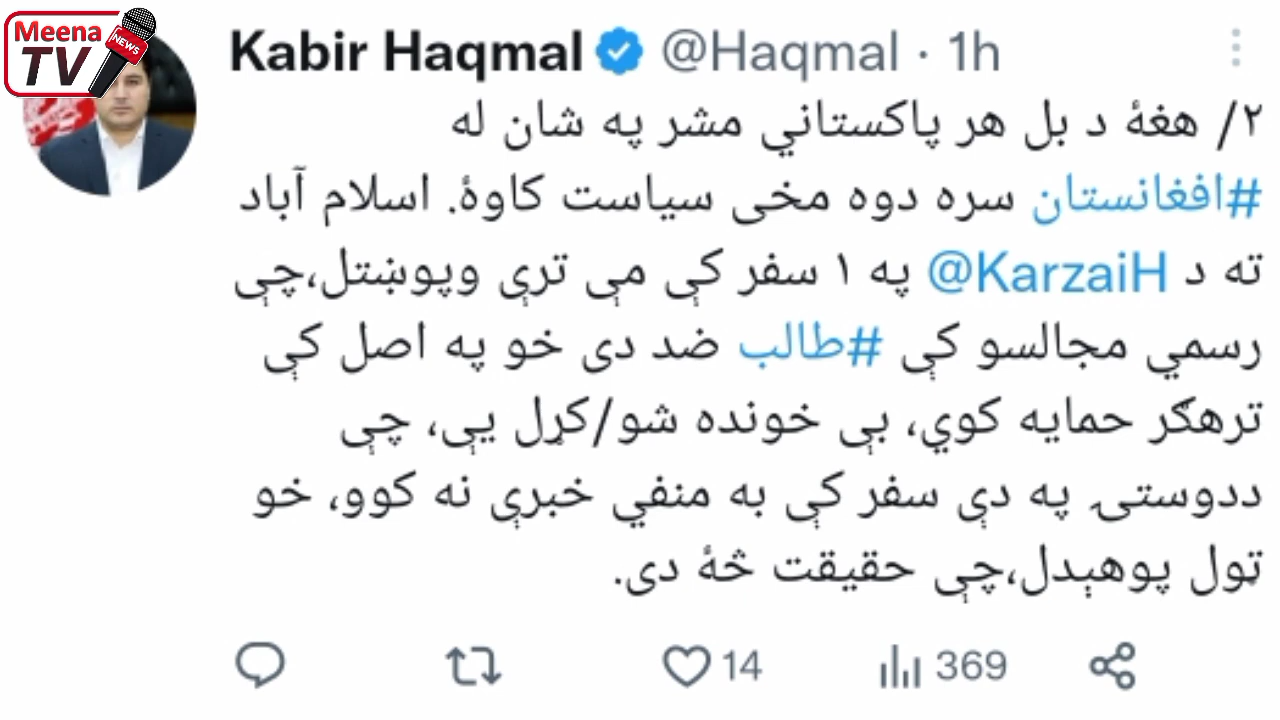 Meena
TV
NEWS
Kabir Haqmal @Haqmal · 1h
۲/ هغهٔ د بل هر پاکستاني مشر په شان له
#افغانستان سره دوه مخی سیاست کاوهٔ. اسلام آباد
ته د @KarzaiH په ۱ سفر کې مې ترې وپوښتل،چې
رسمي مجالسو کې #طالب ضد دی خو په اصل کې
ترهګر حمایه کوي، بې خونده شو/کړل یې، چې
ددوستۍ په دې سفر کې به منفي خبرې نه کوو، خو
ټول پوهېدل،چې حقیقت څهٔ دی.
14 369